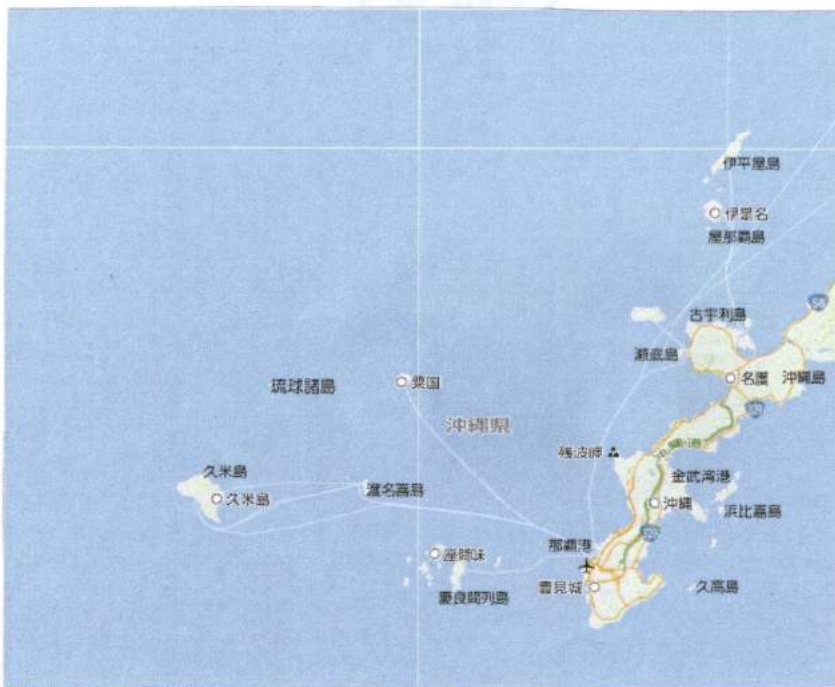 伊平屋島
伊是名
屋那覇島
58
古宇利島
瀬底島
名護
沖縄島
琉球諸島
粟国
沖縄県
残波岬
金武湾港
久米島
久米島
渡名喜島
沖縄
浜比嘉島
那覇港
座間味
慶良間列島
豊見城
久高島